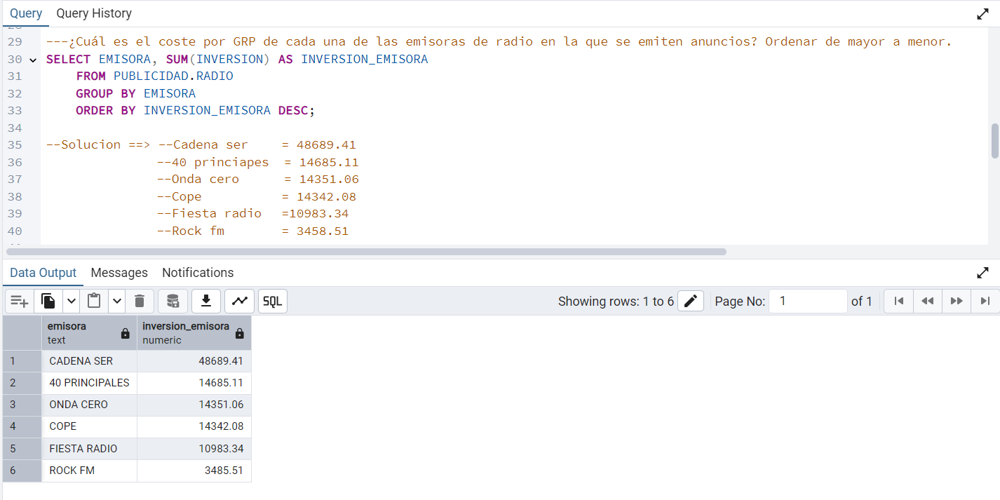 Query Query History
29 ---¿Cuál es el coste por GRP de cada una de las emisoras de radio en la que se emiten anuncios? Ordenar de mayor a menor.
30 SELECT EMISORA, SUM(INVERSION) AS INVERSION_EMISORA
31 FROM PUBLICIDAD.RADIO
32 GROUP BY EMISORA
33 ORDER BY INVERSION_EMISORA DESC;
34
35 --Solucion ==> --Cadena ser = 48689.41
36 --40 princiapes = 14685.11
37 --Onda cero = 14351.06
38 --Cope = 14342.08
39 --Fiesta radio =10983.34
40 --Rock fm = 3458.51
Data Output Messages Notifications
SQL Showing rows: 1 to 6 Page No: 1 of 1
emisora inversion_emisora
text numeric
1 CADENA SER 48689.41
2 40 PRINCIPALES 14685.11
3 ONDA CERO 14351.06
4 COPE 14342.08
5 FIESTA RADIO 10983.34
6 ROCK FM 3485.51